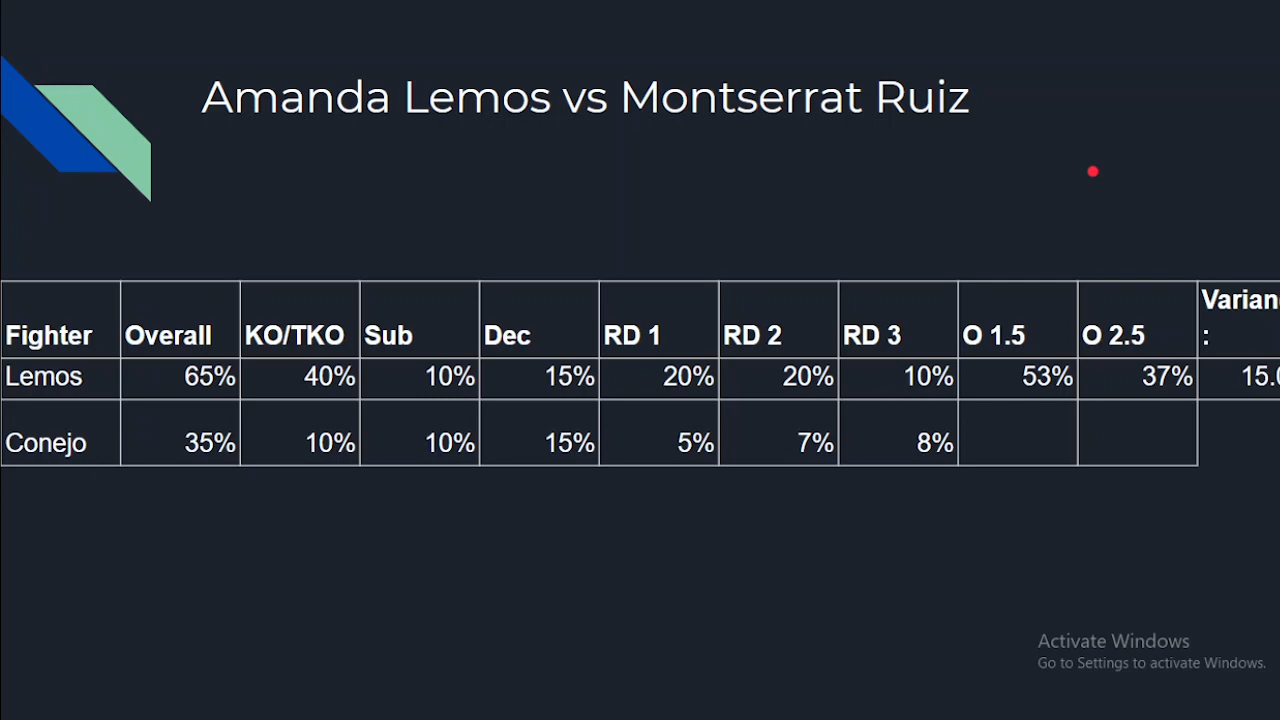 Amanda Lemos vs Montserrat Ruiz
Fighter Overall KO/TKO Sub Dec RD 1 RD 2 RD 3 O 1.5 O 2.5 :
Lemos 65% 40% 10% 15% 20% 20% 10% 53% 37%
Conejo 35% 10% 10% 15% 5% 7% 8%
Activate Windows
Go to Settings to activate Windows.